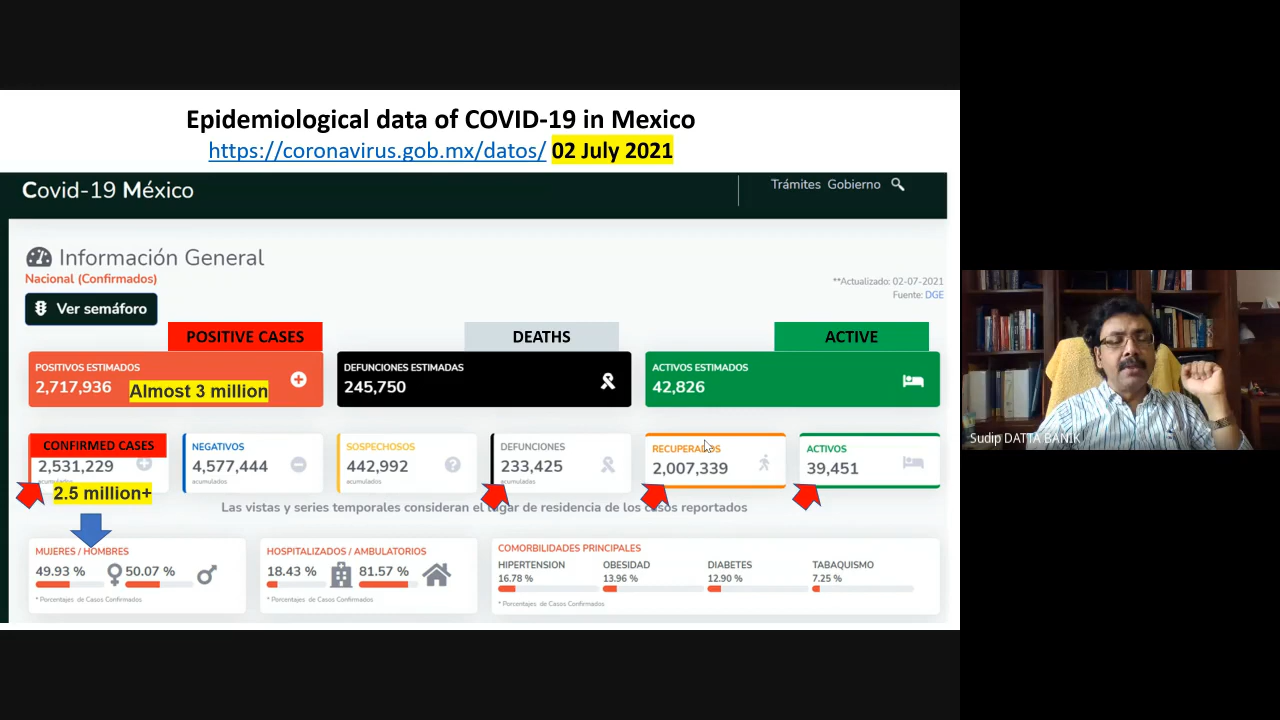 Epidemiological data of COVID-19 in Mexico
https://coronavirus.gob.mx/datos/ 02 July 2021
Covid-19 México
Trámites Gobierno
Información General
Nacional (Confirmados)
**Actualizado: 02-07-2021
Fuente: DGE
Ver semáforo
POSITIVE CASES
DEATHS
ACTIVE
POSITIVOS ESTIMADOS
2,717,936
Almost 3 million
DEFUNCIONES ESTIMADAS
245,750
ACTIVOS ESTIMADOS
42,826
CONFIRMED CASES
2,531,229
acumulados
2.5 million+
NEGATIVOS
4,577,444
acumulados
SOSPECHOSOS
442,992
acumulados
DEFUNCIONES
233,425
acumuladas
RECUPERADOS
2,007,339
ACTIVOS
39,451
Las vistas y series temporales consideran el lugar de residencia de los casos reportados
MUJERES / HOMBRES
49.93 % 50.07 %
* Porcentajes de Casos Confirmados
HOSPITALIZADOS / AMBULATORIOS
18.43 % 81.57 %
* Porcentajes de Casos Confirmados
COMORBILIDADES PRINCIPALES
HIPERTENSION OBESIDAD DIABETES TABAQUISMO
16.78 % 13.96 % 12.90 % 7.25 %
* Porcentajes de Casos Confirmados
Sudip DATTA BANIK